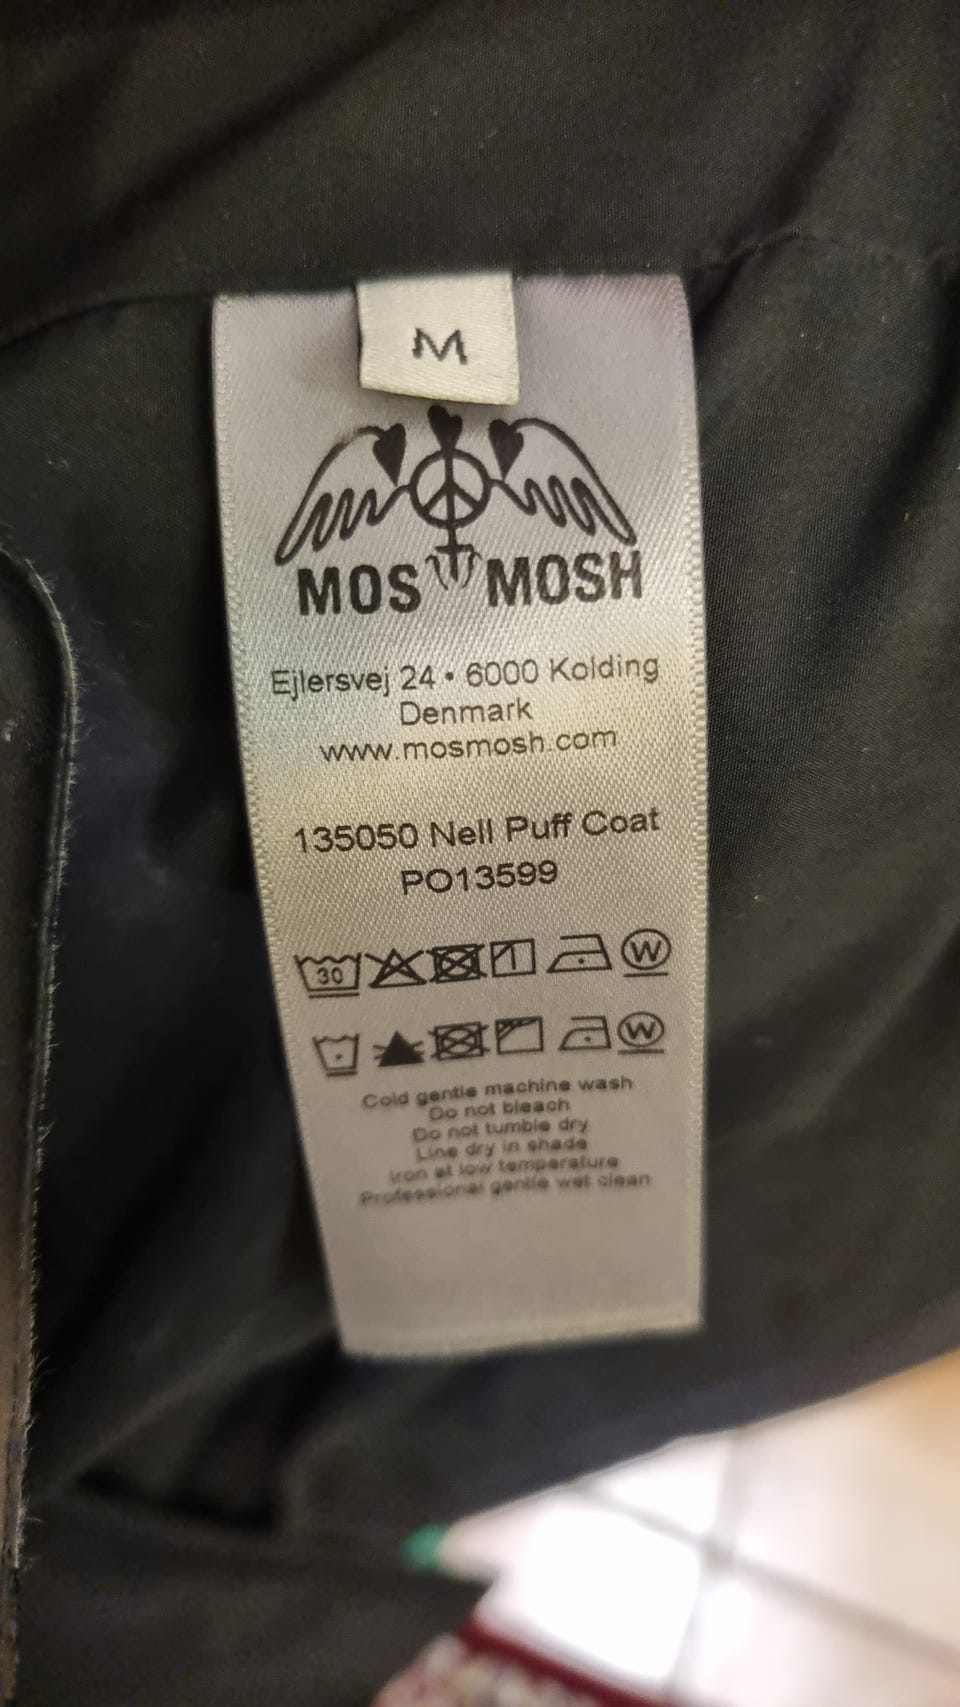 M
MOS MOSH
Ejlersvej 24 • 6000 Kolding
Denmark
www.mosmosh.com
135050 Nell Puff Coat
PO13599
30 W
W
Cold gentle machine wash
Do not bleach
Do not tumble dry
Line dry in shade
Iron at low temperature
Professional gentle wet clean